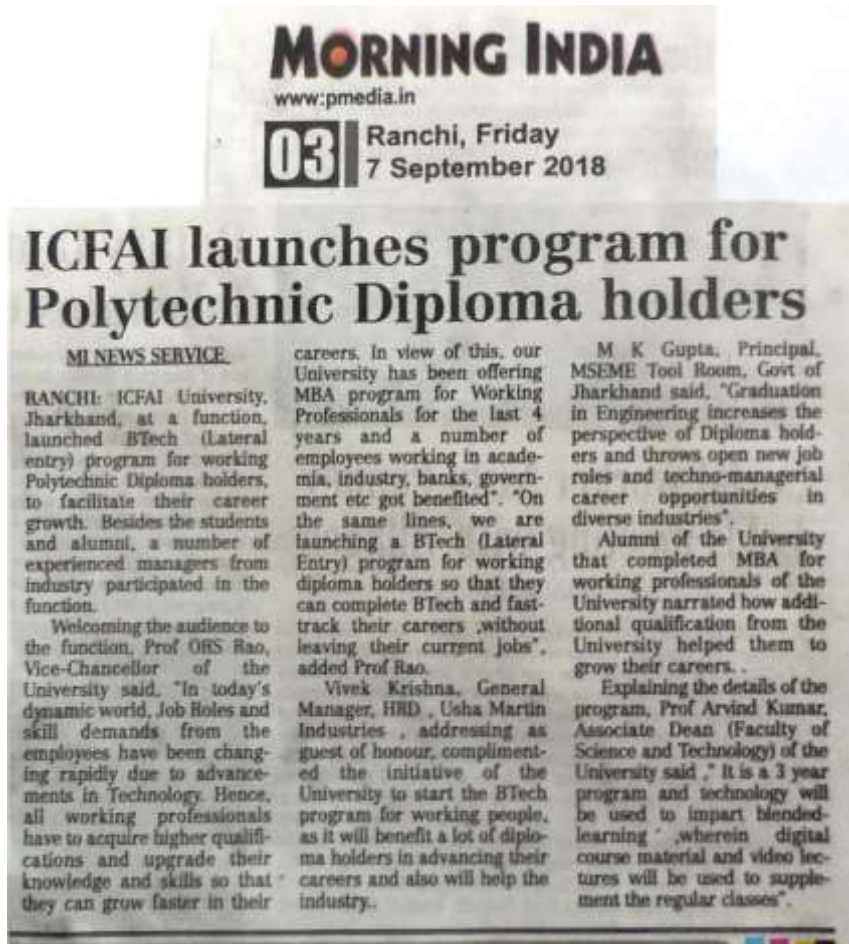 MORNING INDIA
www:pmedia.in
03
Ranchi, Friday
7 September 2018
ICFAI launches program for
Polytechnic Diploma holders
MI NEWS SERVICE
RANCHI: ICFAI University,
Jharkhand, at a function,
launched BTech (Lateral
entry) program for working
Polytechnic Diploma holders,
to facilitate their career
growth. Besides the students
and alumni, a number of
experienced managers from
industry participated in the
function.
Welcoming the audience to
the function, Prof ORS Rao,
Vice-Chancellor of the
University said, "In today's
dynamic world, Job Roles and
skill demands from the
employees have been chang-
ing rapidly due to advance-
ments in Technology. Hence,
all working professionals
have to acquire higher qualifi-
cations and upgrade their
knowledge and skills so that
they can grow faster in their
careers. In view of this, our
University has been offering
MBA program for Working
Professionals for the last 4
years and a number of
employees working in acade-
mia, industry, banks, govern-
ment etc got benefited". "On
the same lines, we are
launching a BTech (Lateral
Entry) program for working
diploma holders so that they
can complete BTech and fast-
track their careers ,without
leaving their current jobs",
added Prof Rao.
Vivek Krishna, General
Manager, HRD , Usha Martin
Industries , addressing as
guest of honour, compliment-
ed the initiative of the
University to start the BTech
program for working people,
as it will benefit a lot of diplo-
ma holders in advancing their
careers and also will help the
industry..
M K Gupta, Principal,
MSEME Tool Room, Govt of
Jharkhand said, "Graduation
in Engineering increases the
perspective of Diploma hold-
ers and throws open new job
roles and techno-managerial
career opportunities in
diverse industries".
Alumni of the University
that completed MBA for
working professionals of the
University narrated how addi-
tional qualification from the
University helped them to
grow their careers. .
Explaining the details of the
program, Prof Arvind Kumar,
Associate Dean (Faculty of
Science and Technology) of the
University said ," It is a 3 year
program and technology will
be used to impart blended-
learning ' ,wherein digital
course material and video lec-
tures will be used to supple-
ment the regular classes".